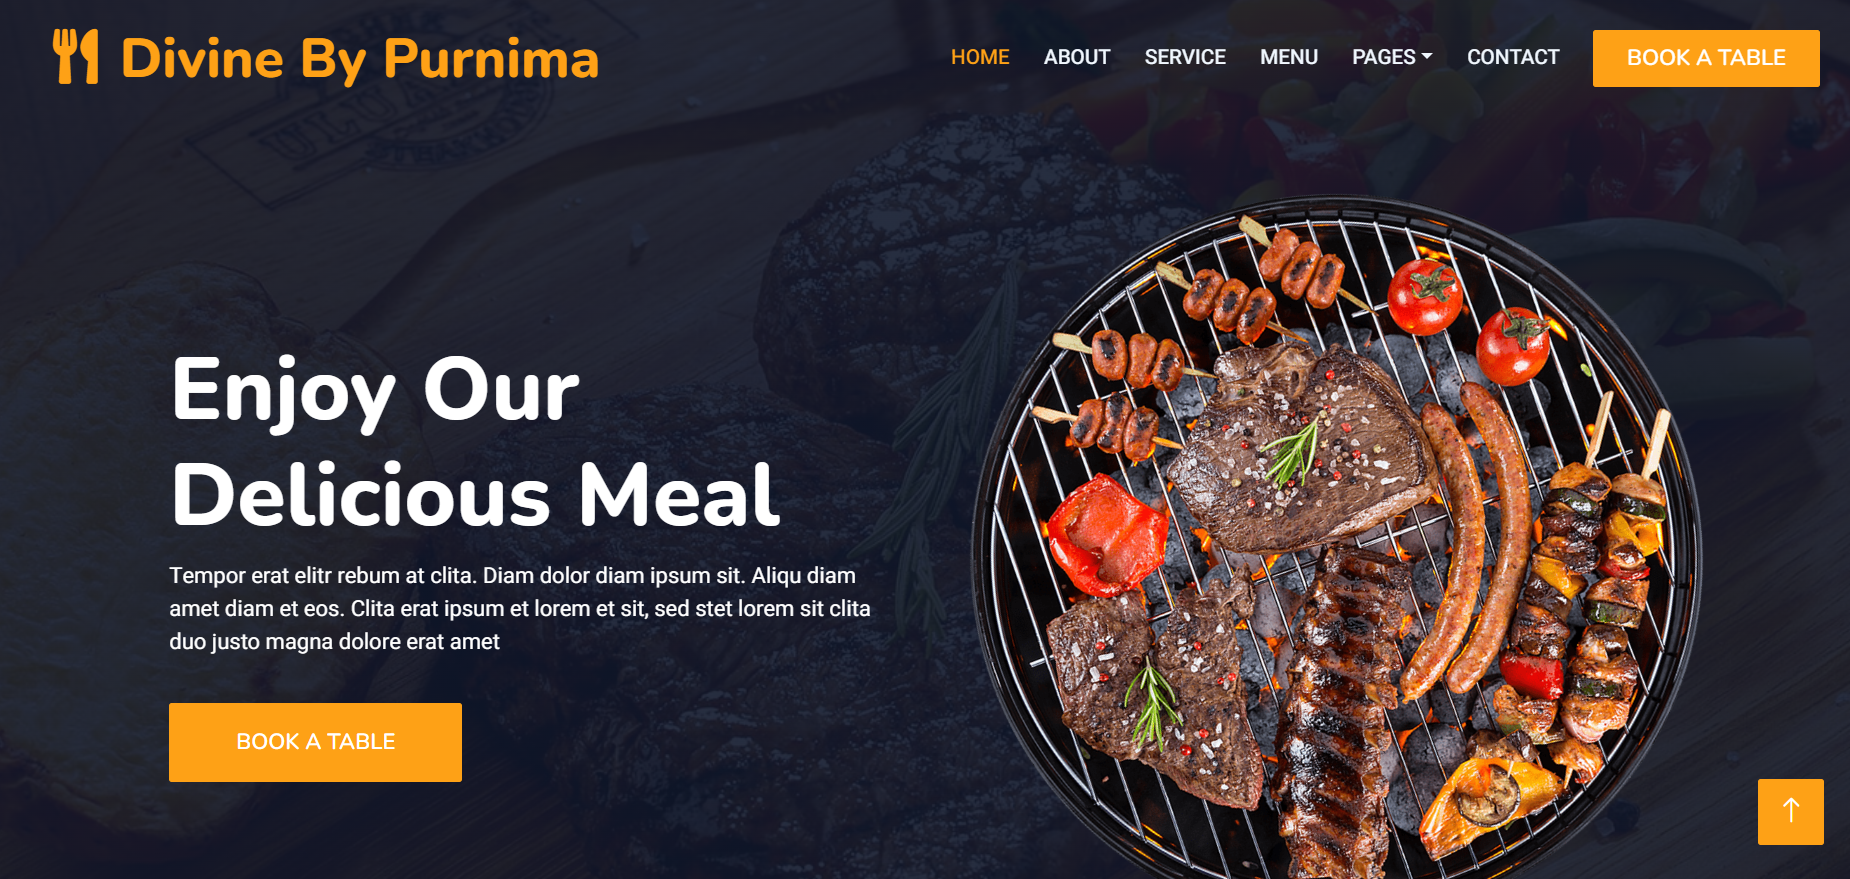 Divine By Purnima
HOME ABOUT SERVICE MENU PAGES CONTACT BOOK A TABLE
Enjoy Our
Delicious Meal
Tempor erat elitr rebum at clita. Diam dolor diam ipsum sit. Aliqu diam
amet diam et eos. Clita erat ipsum et lorem et sit, sed stet lorem sit clita
duo justo magna dolore erat amet
BOOK A TABLE